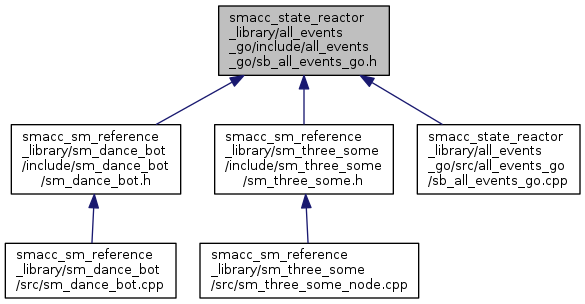 smacc_state_reactor
_library/all_events
_go/include/all_events
_go/sb_all_events_go.h
smacc_sm_reference
_library/sm_dance_bot
/include/sm_dance_bot
/sm_dance_bot.h
smacc_sm_reference
_library/sm_three_some
/include/sm_three_some
/sm_three_some.h
smacc_state_reactor
_library/all_events
_go/src/all_events_go
/sb_all_events_go.cpp
smacc_sm_reference
_library/sm_dance_bot
/src/sm_dance_bot.cpp
smacc_sm_reference
_library/sm_three_some
/src/sm_three_some_node.cpp